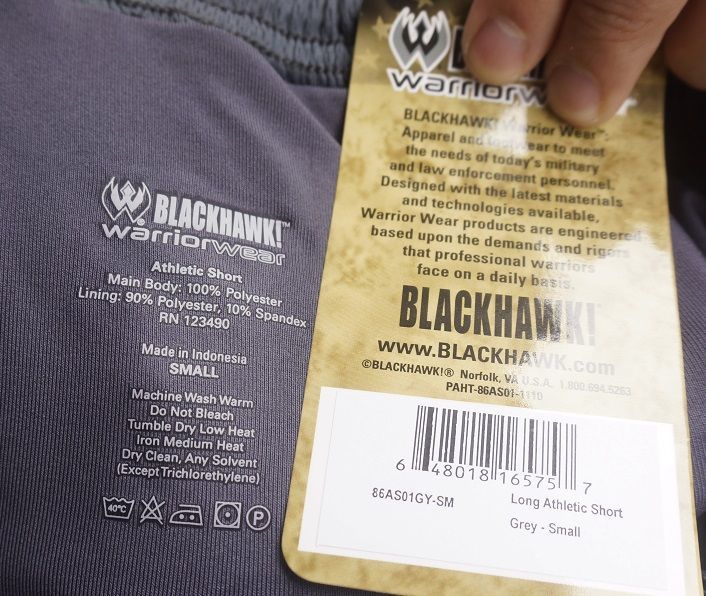 BLACKHAWK!™
warriorwear
Athletic Short
Main Body: 100% Polyester
Lining: 90% Polyester, 10% Spandex
RN 123490
Made in Indonesia
SMALL
Machine Wash Warm
Do Not Bleach
Tumble Dry Low Heat
Iron Medium Heat
Dry Clean, Any Solvent
(Except Trichlorethylene)
40°C
P
warriorwear
BLACKHAWK! Warrior Wear™:
Apparel and footwear to meet
the needs of today's military
and law enforcement personnel.
Designed with the latest materials
and technologies available,
Warrior Wear products are engineered
based upon the demands and rigors
that professional warriors
face on a daily basis.
BLACKHAWK!
www.BLACKHAWK.com
©BLACKHAWK!® Norfolk, VA U.S.A. 1.800.694.5263
PAHT-86AS01-1110
6 48018 16575 7
86AS01GY-SM
Long Athletic Short
Grey - Small